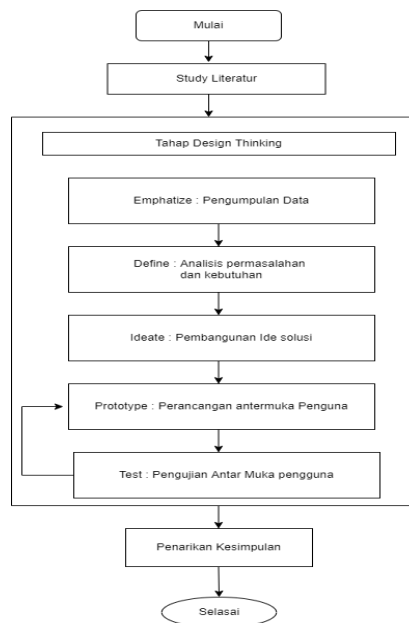 Mulai
Study Literatur
Tahap Design Thinking
Emphatize : Pengumpulan Data
Define : Analisis permasalahan
dan kebutuhan
Ideate : Pembangunan Ide solusi
Prototype : Perancangan antermuka Penguna
Test : Pengujian Antar Muka pengguna
Penarikan Kesimpulan
Selasai